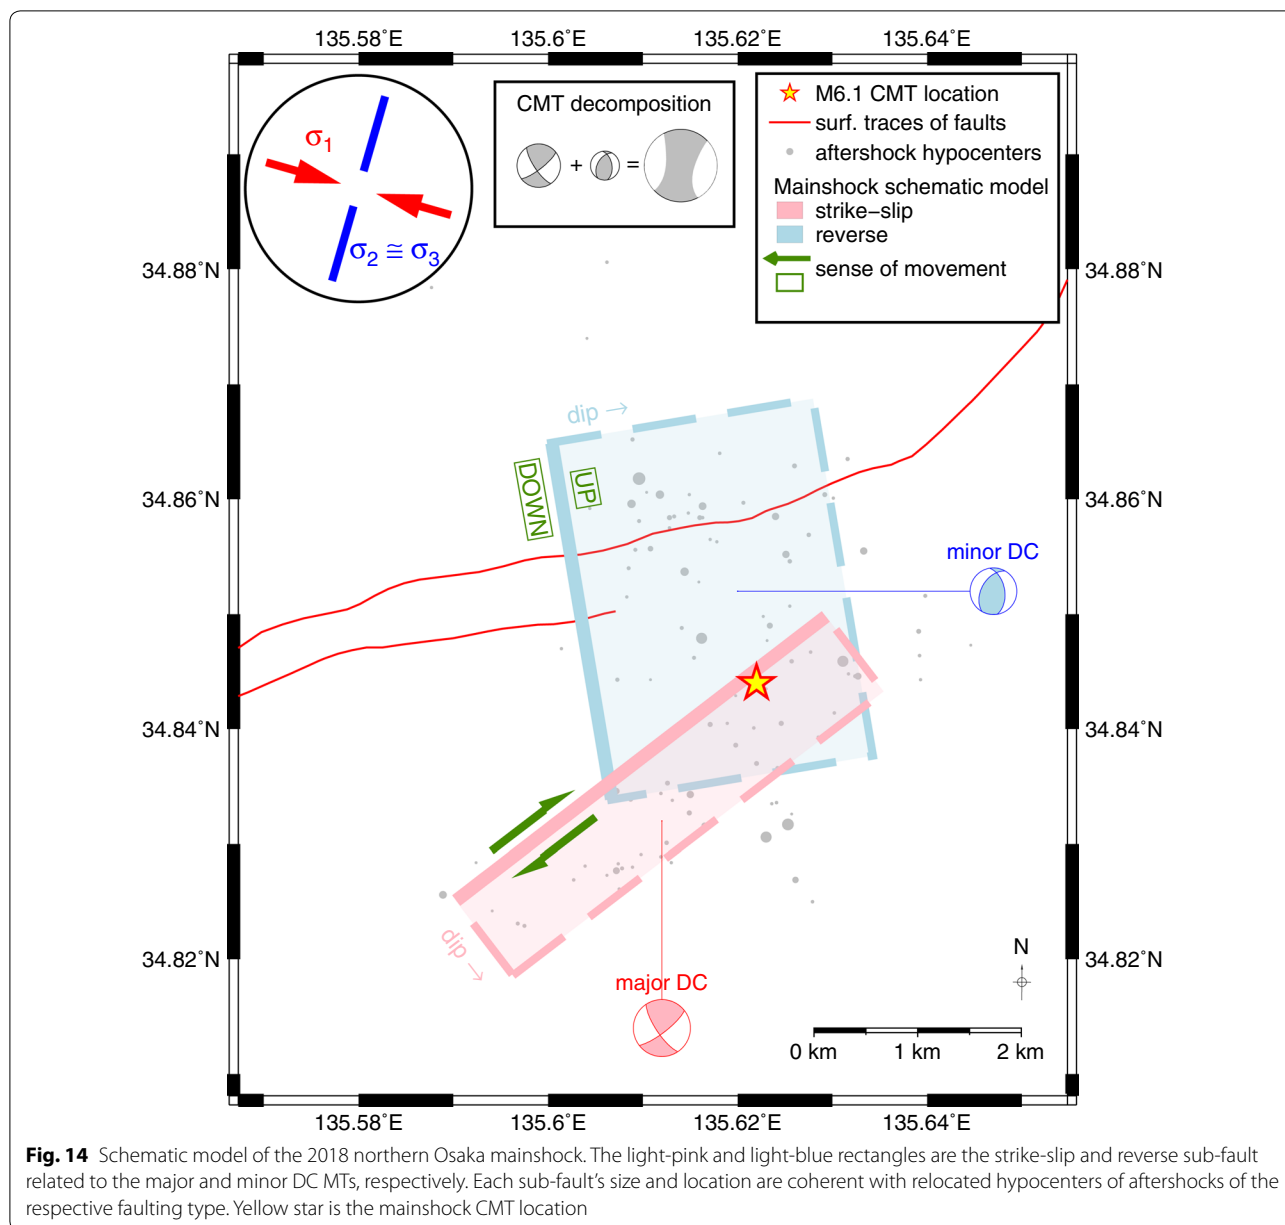 135.58˚E 135.6˚E 135.62˚E 135.64˚E
σ1
σ2 ≅ σ3
CMT decomposition
+ =
M6.1 CMT location
surf. traces of faults
aftershock hypocenters
Mainshock schematic model
strike−slip
reverse
sense of movement
34.88˚N 34.88˚N
dip →
DOWN
UP
34.86˚N 34.86˚N
minor DC
34.84˚N 34.84˚N
dip →
34.82˚N 34.82˚N
N
major DC
0 km 1 km 2 km
135.58˚E 135.6˚E 135.62˚E 135.64˚E
Fig. 14 Schematic model of the 2018 northern Osaka mainshock. The light-pink and light-blue rectangles are the strike-slip and reverse sub-fault
related to the major and minor DC MTs, respectively. Each sub-fault's size and location are coherent with relocated hypocenters of aftershocks of the
respective faulting type. Yellow star is the mainshock CMT location